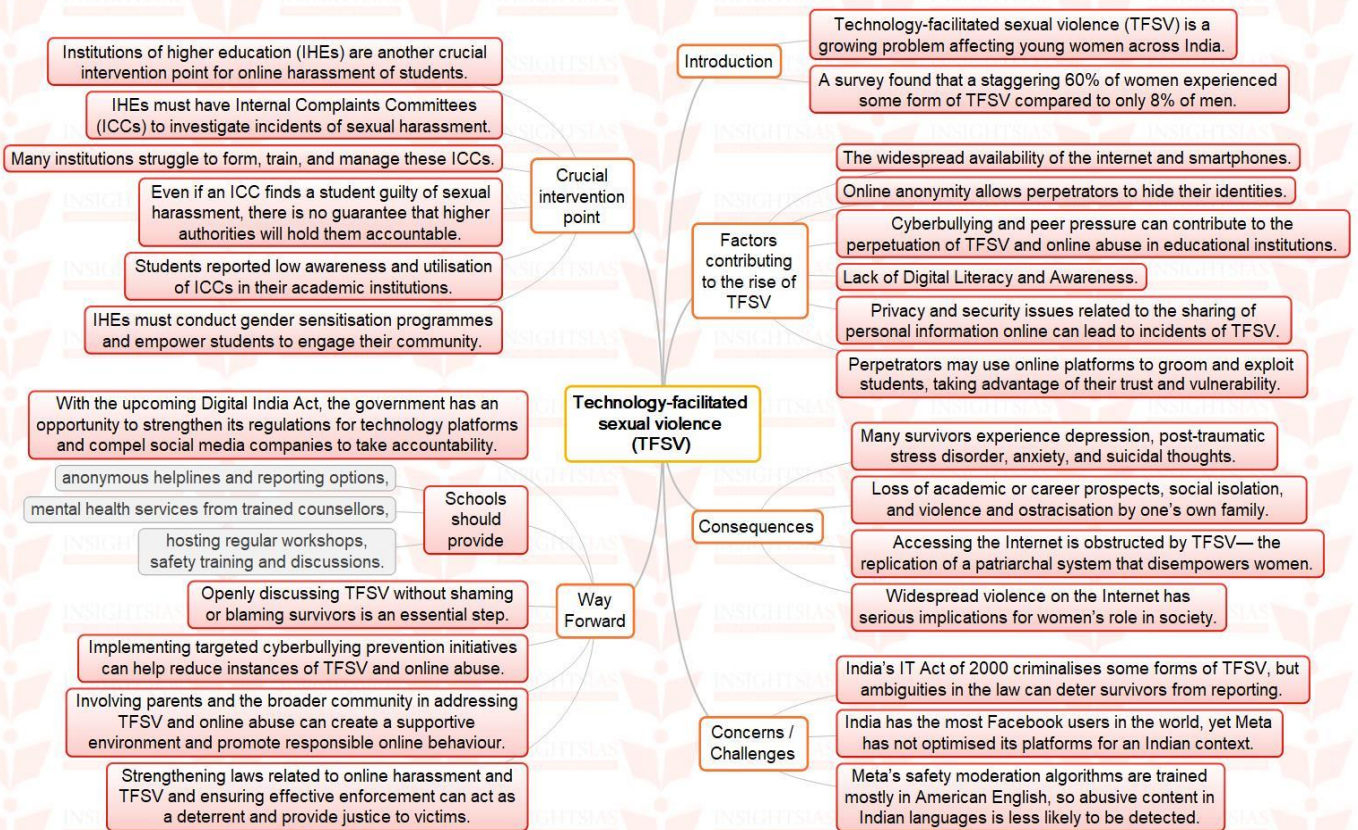 Technology-facilitated
sexual violence
(TFSV)
Introduction
Technology-facilitated sexual violence (TFSV) is a
growing problem affecting young women across India.
A survey found that a staggering 60% of women experienced
some form of TFSV compared to only 8% of men.
Factors
contributing
to the rise of
TFSV
The widespread availability of the internet and smartphones.
Online anonymity allows perpetrators to hide their identities.
Cyberbullying and peer pressure can contribute to the
perpetuation of TFSV and online abuse in educational institutions.
Lack of Digital Literacy and Awareness.
Privacy and security issues related to the sharing of
personal information online can lead to incidents of TFSV.
Perpetrators may use online platforms to groom and exploit
students, taking advantage of their trust and vulnerability.
Consequences
Many survivors experience depression, post-traumatic
stress disorder, anxiety, and suicidal thoughts.
Loss of academic or career prospects, social isolation,
and violence and ostracisation by one's own family.
Accessing the Internet is obstructed by TFSV— the
replication of a patriarchal system that disempowers women.
Widespread violence on the Internet has
serious implications for women's role in society.
Concerns /
Challenges
India's IT Act of 2000 criminalises some forms of TFSV, but
ambiguities in the law can deter survivors from reporting.
India has the most Facebook users in the world, yet Meta
has not optimised its platforms for an Indian context.
Meta's safety moderation algorithms are trained
mostly in American English, so abusive content in
Indian languages is less likely to be detected.
Crucial
intervention
point
Institutions of higher education (IHEs) are another crucial
intervention point for online harassment of students.
IHEs must have Internal Complaints Committees
(ICCs) to investigate incidents of sexual harassment.
Many institutions struggle to form, train, and manage these ICCs.
Even if an ICC finds a student guilty of sexual
harassment, there is no guarantee that higher
authorities will hold them accountable.
Students reported low awareness and utilisation
of ICCs in their academic institutions.
IHEs must conduct gender sensitisation programmes
and empower students to engage their community.
Way
Forward
With the upcoming Digital India Act, the government has an
opportunity to strengthen its regulations for technology platforms
and compel social media companies to take accountability.
Schools
should
provide
anonymous helplines and reporting options,
mental health services from trained counsellors,
hosting regular workshops,
safety training and discussions.
Openly discussing TFSV without shaming
or blaming survivors is an essential step.
Implementing targeted cyberbullying prevention initiatives
can help reduce instances of TFSV and online abuse.
Involving parents and the broader community in addressing
TFSV and online abuse can create a supportive
environment and promote responsible online behaviour.
Strengthening laws related to online harassment and
TFSV and ensuring effective enforcement can act as
a deterrent and provide justice to victims.
INSIGHTSIAS